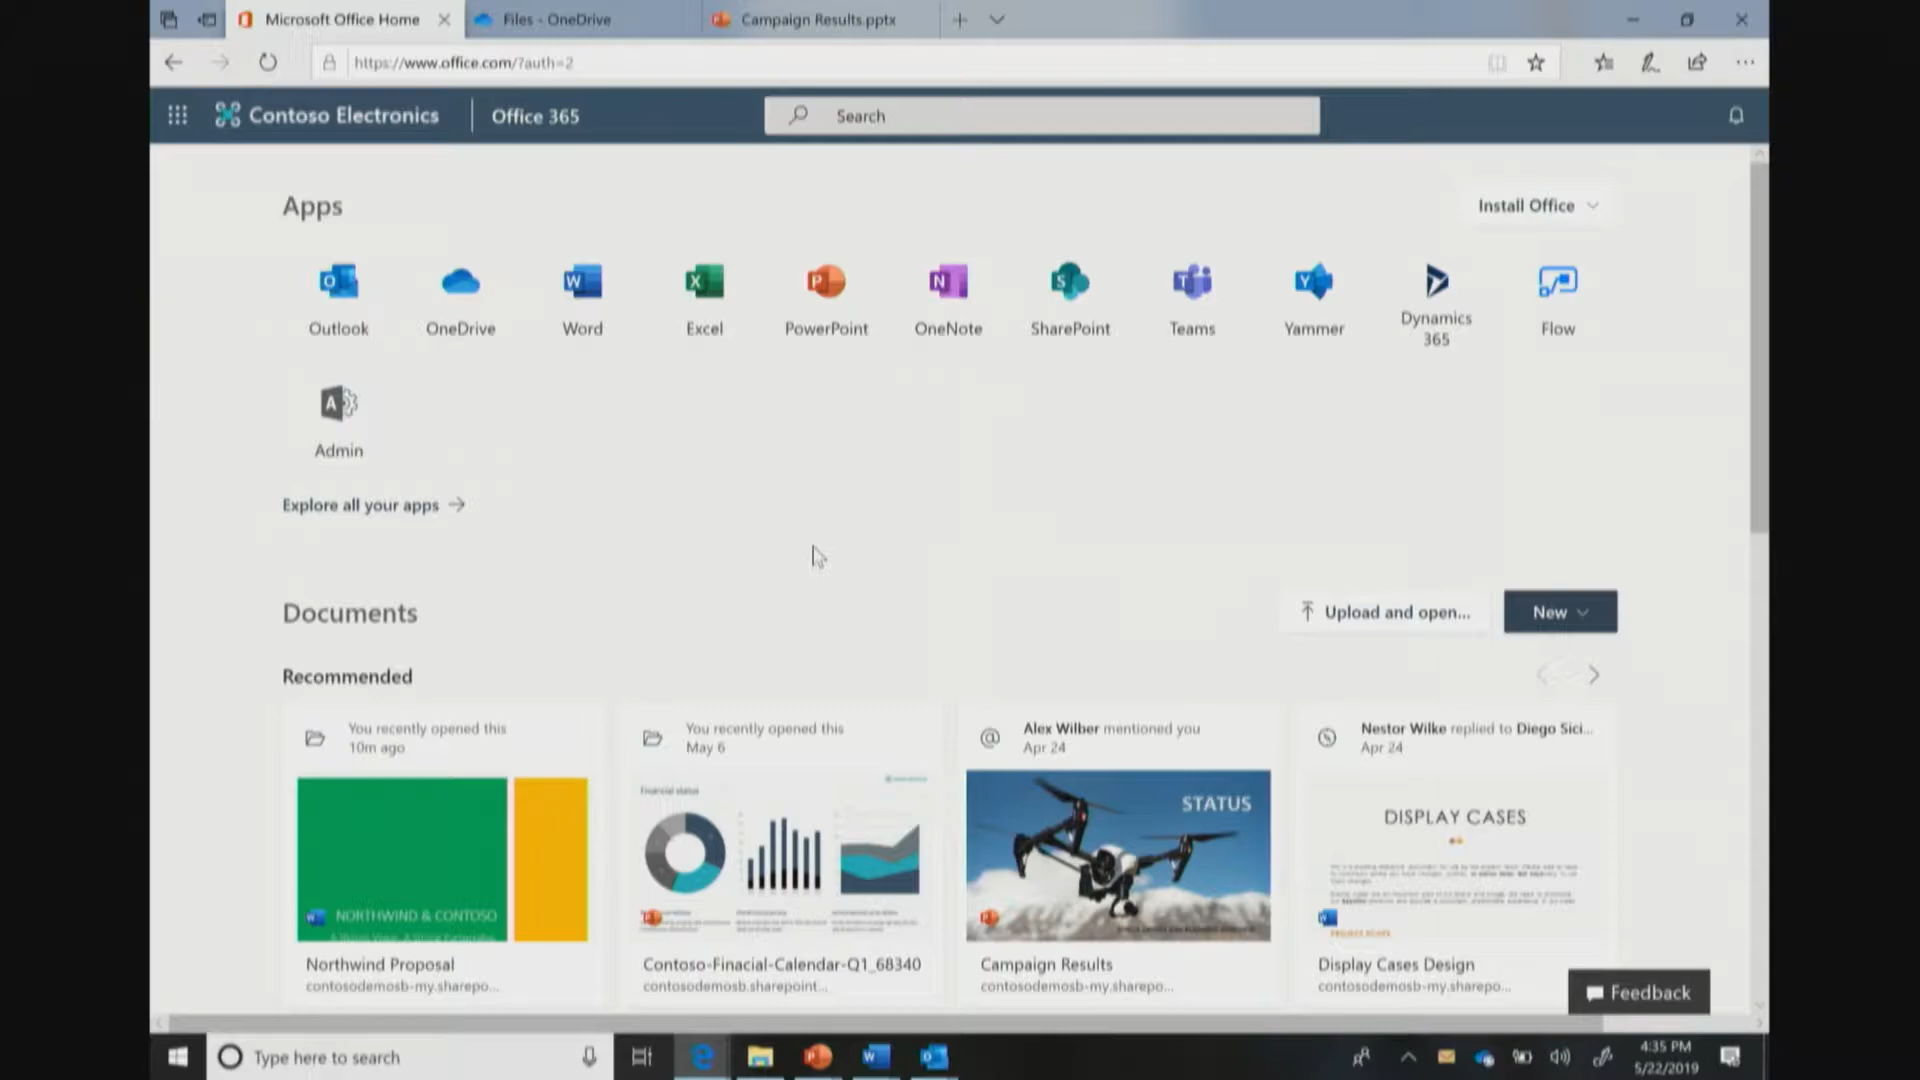 Microsoft Office Home
Files - OneDrive
Campaign Results.pptx
https://www.office.com/?auth=2
Contoso Electronics
Office 365
Search
Apps
Install Office
Outlook
OneDrive
Word
Excel
PowerPoint
OneNote
SharePoint
Teams
Yammer
Dynamics
365
Flow
Admin
Explore all your apps
Documents
Upload and open...
New
Recommended
You recently opened this
10m ago
You recently opened this
May 6
Alex Wilber mentioned you
Apr 24
Nestor Wilke replied to Diego Sici...
Apr 24
NORTHWIND & CONTOSO
Financial status
STATUS
DISPLAY CASES
Northwind Proposal
contosodemosb-my.sharepo...
Contoso-Finacial-Calendar-Q1_68340
contosodemosb.sharepoint...
Campaign Results
contosodemosb-my.sharepo...
Display Cases Design
contosodemosb-my.sharepo...
Feedback
Type here to search
4:35 PM
5/22/2019